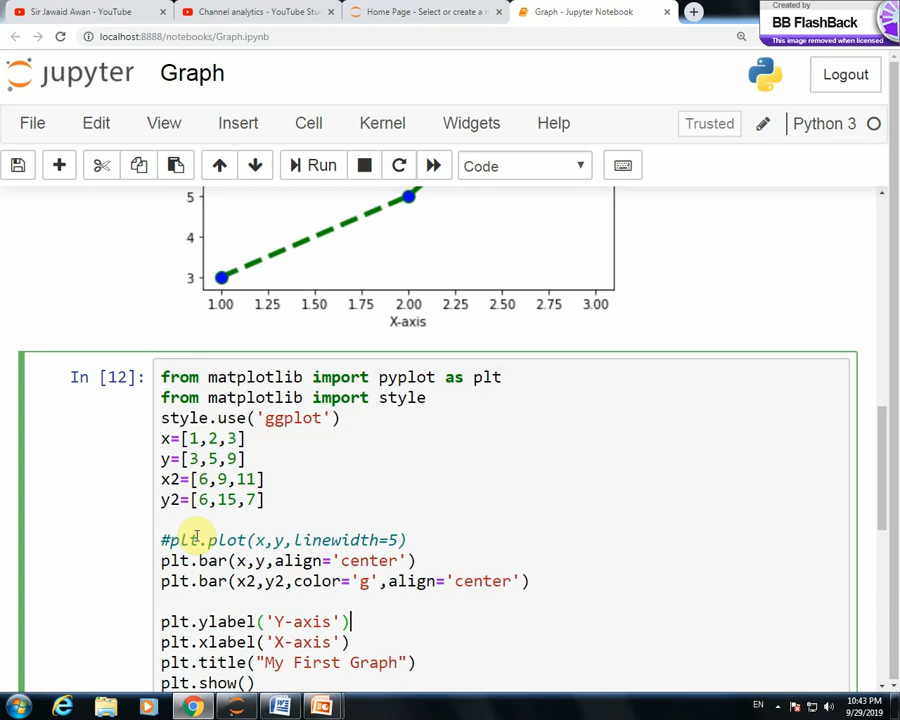 Sir Jawaid Awan - YouTube
Channel analytics - YouTube Stu
Home Page - Select or create a n
Graph - Jupyter Notebook
Created by
BB FlashBack
This image removed when licensed
localhost:8888/notebooks/Graph.ipynb
jupyter
Graph
Logout
File
Edit
View
Insert
Cell
Kernel
Widgets
Help
Trusted
Python 3
Run
Code
5
4
3
1.00 1.25 1.50 1.75 2.00 2.25 2.50 2.75 3.00
X-axis
In [12]:
from matplotlib import pyplot as plt
from matplotlib import style
style.use('ggplot')
x=[1,2,3]
y=[3,5,9]
x2=[6,9,11]
y2=[6,15,7]
#plt.plot(x,y,linewidth=5)
plt.bar(x,y,align='center')
plt.bar(x2,y2,color='g',align='center')
plt.ylabel('Y-axis')
plt.xlabel('X-axis')
plt.title("My First Graph")
plt.show()
EN
10:43 PM
9/29/2019